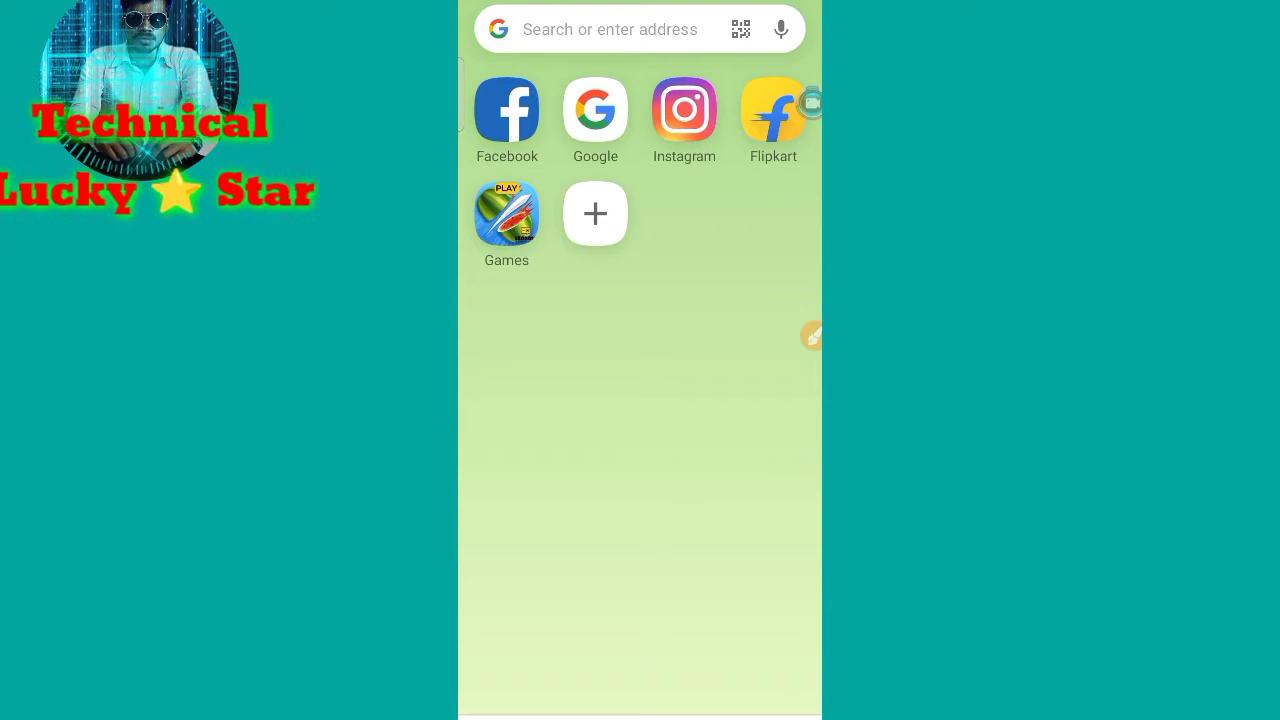 Technical
Lucky ⭐ Star
Search or enter address
Facebook
Google
Instagram
Flipkart
PLAY
Games